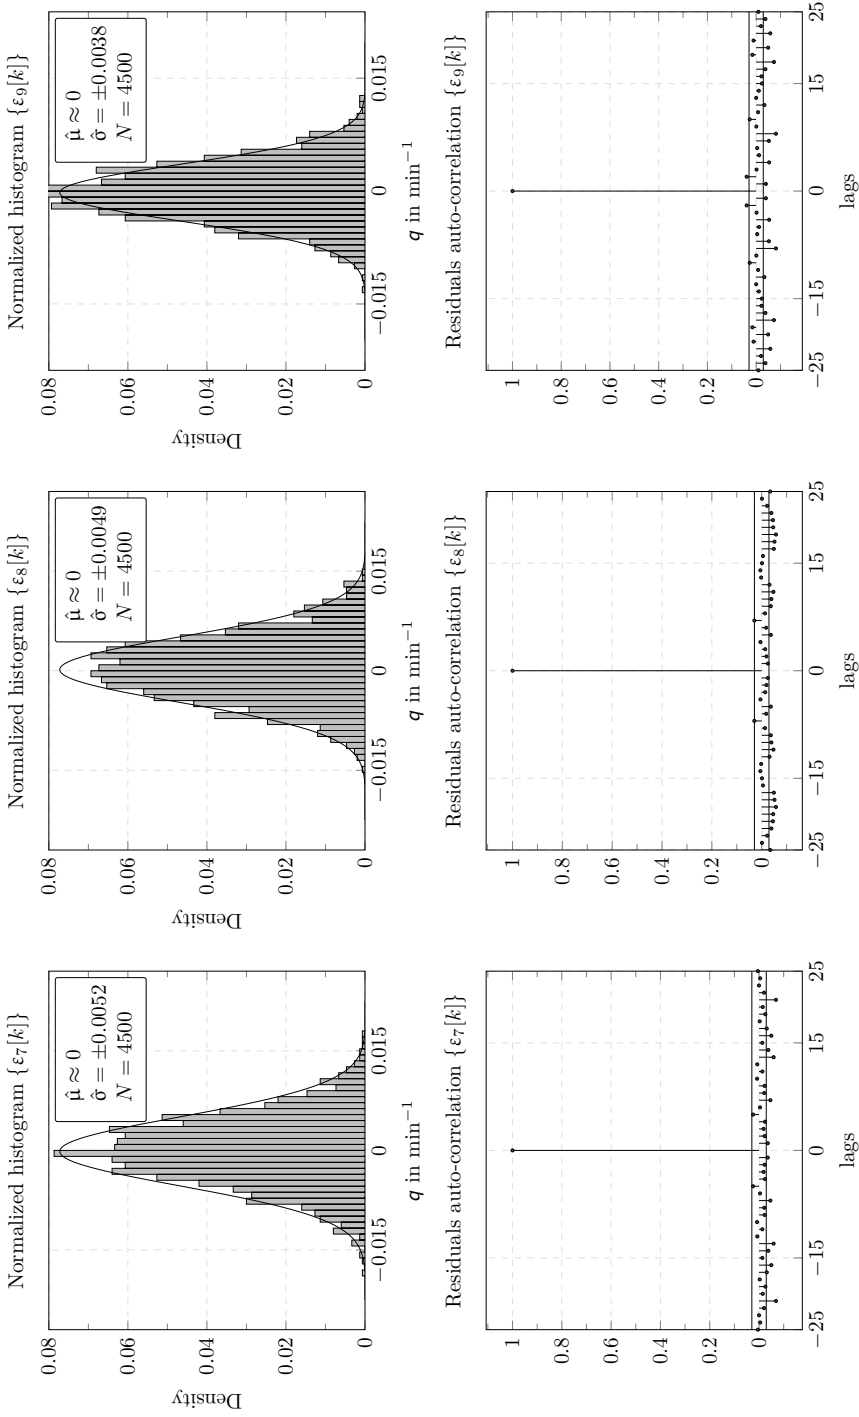 Normalized histogram {ε₇[k]}
0.08
0.06
0.04
0.02
0
Density
μ̂ ≈ 0
σ̂ = ±0.0052
N = 4500
−0.015
0
0.015
q in min⁻¹
Normalized histogram {ε₈[k]}
0.08
0.06
0.04
0.02
0
Density
μ̂ ≈ 0
σ̂ = ±0.0049
N = 4500
−0.015
0
0.015
q in min⁻¹
Normalized histogram {ε₉[k]}
0.08
0.06
0.04
0.02
0
Density
μ̂ ≈ 0
σ̂ = ±0.0038
N = 4500
−0.015
0
0.015
q in min⁻¹
Residuals auto-correlation {ε₇[k]}
1
0.8
0.6
0.4
0.2
0
−25
−15
0
15
25
lags
Residuals auto-correlation {ε₈[k]}
1
0.8
0.6
0.4
0.2
0
−25
−15
0
15
25
lags
Residuals auto-correlation {ε₉[k]}
1
0.8
0.6
0.4
0.2
0
−25
−15
0
15
25
lags